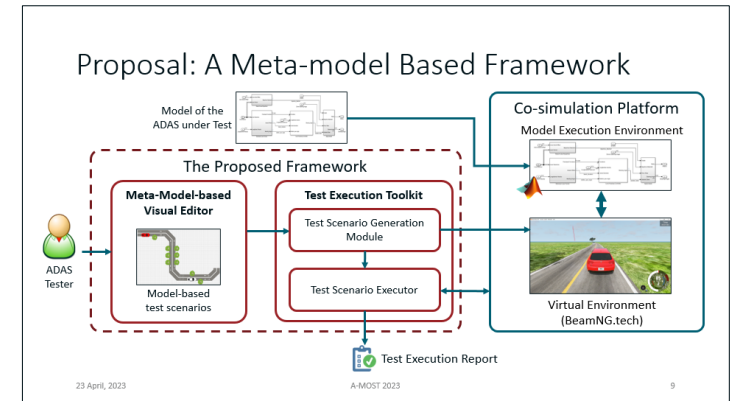 Proposal: A Meta-model Based Framework
Model of the
ADAS under Test
Co-simulation Platform
Model Execution Environment
The Proposed Framework
Meta-Model-based
Visual Editor
Test Execution Toolkit
Test Scenario Generation
Module
ADAS
Tester
Model-based
test scenarios
Test Scenario Executor
Virtual Environment
(BeamNG.tech)
Test Execution Report
23 April, 2023
A-MOST 2023
9